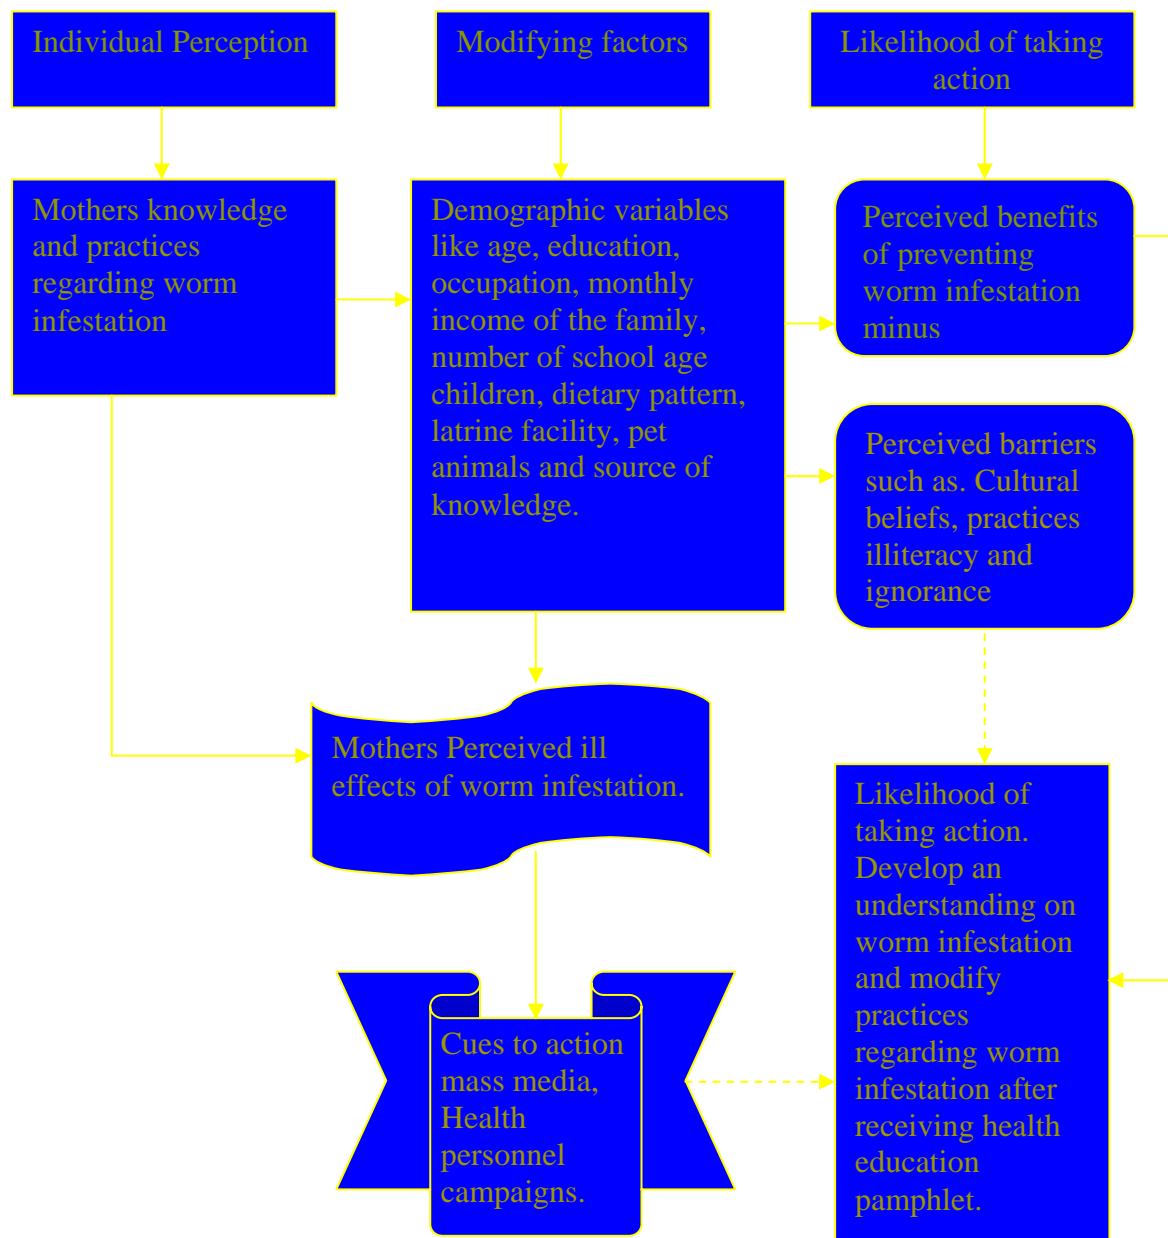 Individual Perception
Modifying factors
Likelihood of taking
action
Mothers knowledge
and practices
regarding worm
infestation
Demographic variables
like age, education,
occupation, monthly
income of the family,
number of school age
children, dietary pattern,
latrine facility, pet
animals and source of
knowledge.
Perceived benefits
of preventing
worm infestation
minus
Perceived barriers
such as. Cultural
beliefs, practices
illiteracy and
ignorance
Mothers Perceived ill
effects of worm infestation.
Cues to action
mass media,
Health
personnel
campaigns.
Likelihood of
taking action.
Develop an
understanding on
worm infestation
and modify
practices
regarding worm
infestation after
receiving health
education
pamphlet.